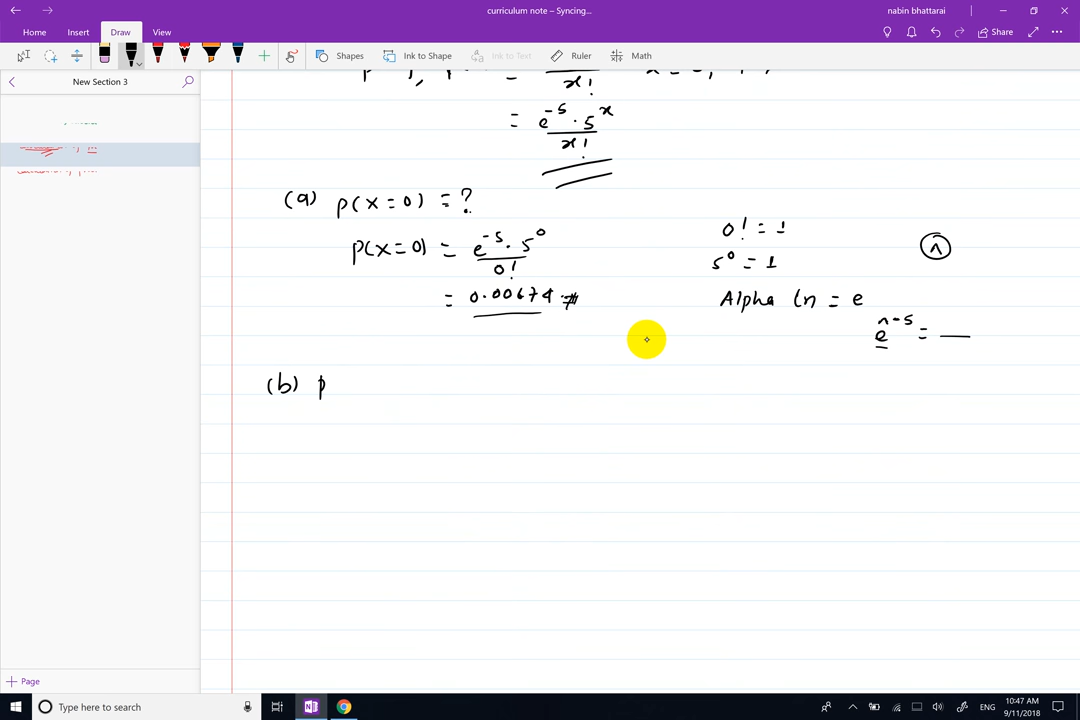 curriculum note – Syncing...
nabin bhattarai
Home Insert Draw View
Share
Shapes Ink to Shape Ink to Text Ruler Math
New Section 3
x!
= e^-5 · 5^x
x!
(a) p(x = 0) = ?
0! = 1
p(x = 0) = e^-5 · 5^0
0!
5^0 = 1
^
= 0.00674 #
Alpha ln = e
e^^-5 = __
(b) p
+ Page
Type here to search
ENG
10:47 AM
9/11/2018